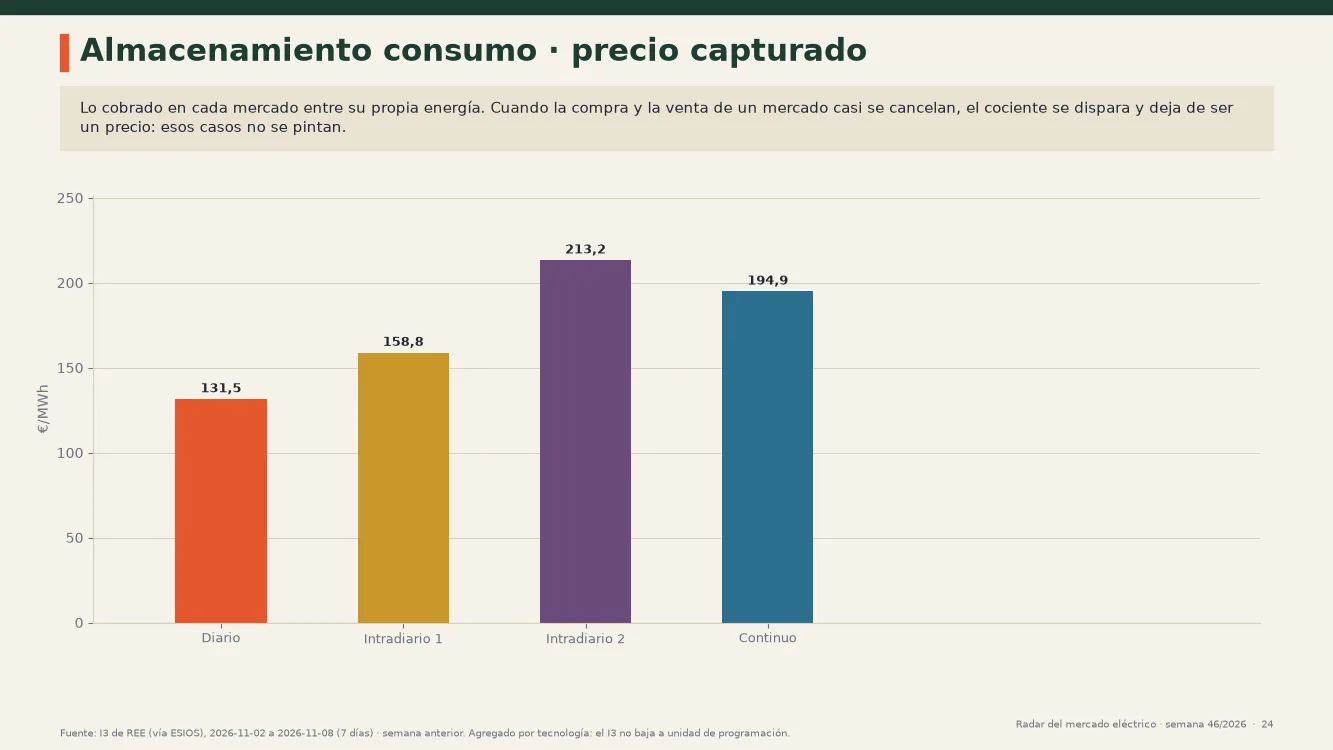 Almacenamiento consumo · precio capturado
Lo cobrado en cada mercado entre su propia energía. Cuando la compra y la venta de un mercado casi se cancelan, el cociente se dispara y deja de ser
un precio: esos casos no se pintan.
250
200
150
100
50
0
€/MWh
131,5
158,8
213,2
194,9
Diario
Intradiario 1
Intradiario 2
Continuo
Radar del mercado eléctrico · semana 46/2026 · 24
Fuente: I3 de REE (vía ESIOS), 2026-11-02 a 2026-11-08 (7 días) · semana anterior. Agregado por tecnología: el I3 no baja a unidad de programación.